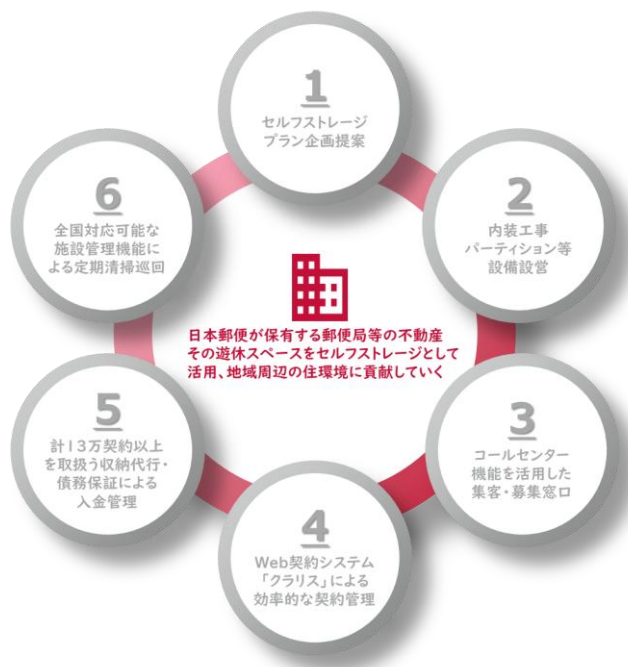 1
セルフストレージ
プラン企画提案
2
内装工事
パーティション等
設備設営
3
コールセンター
機能を活用した
集客・募集窓口
4
Web契約システム
「クラリス」による
効率的な契約管理
5
計13万契約以上
を取扱う収納代行・
債務保証による
入金管理
6
全国対応可能な
施設管理機能に
よる定期清掃巡回
日本郵便が保有する郵便局等の不動産
その遊休スペースをセルフストレージとして
活用、地域周辺の住環境に貢献していく